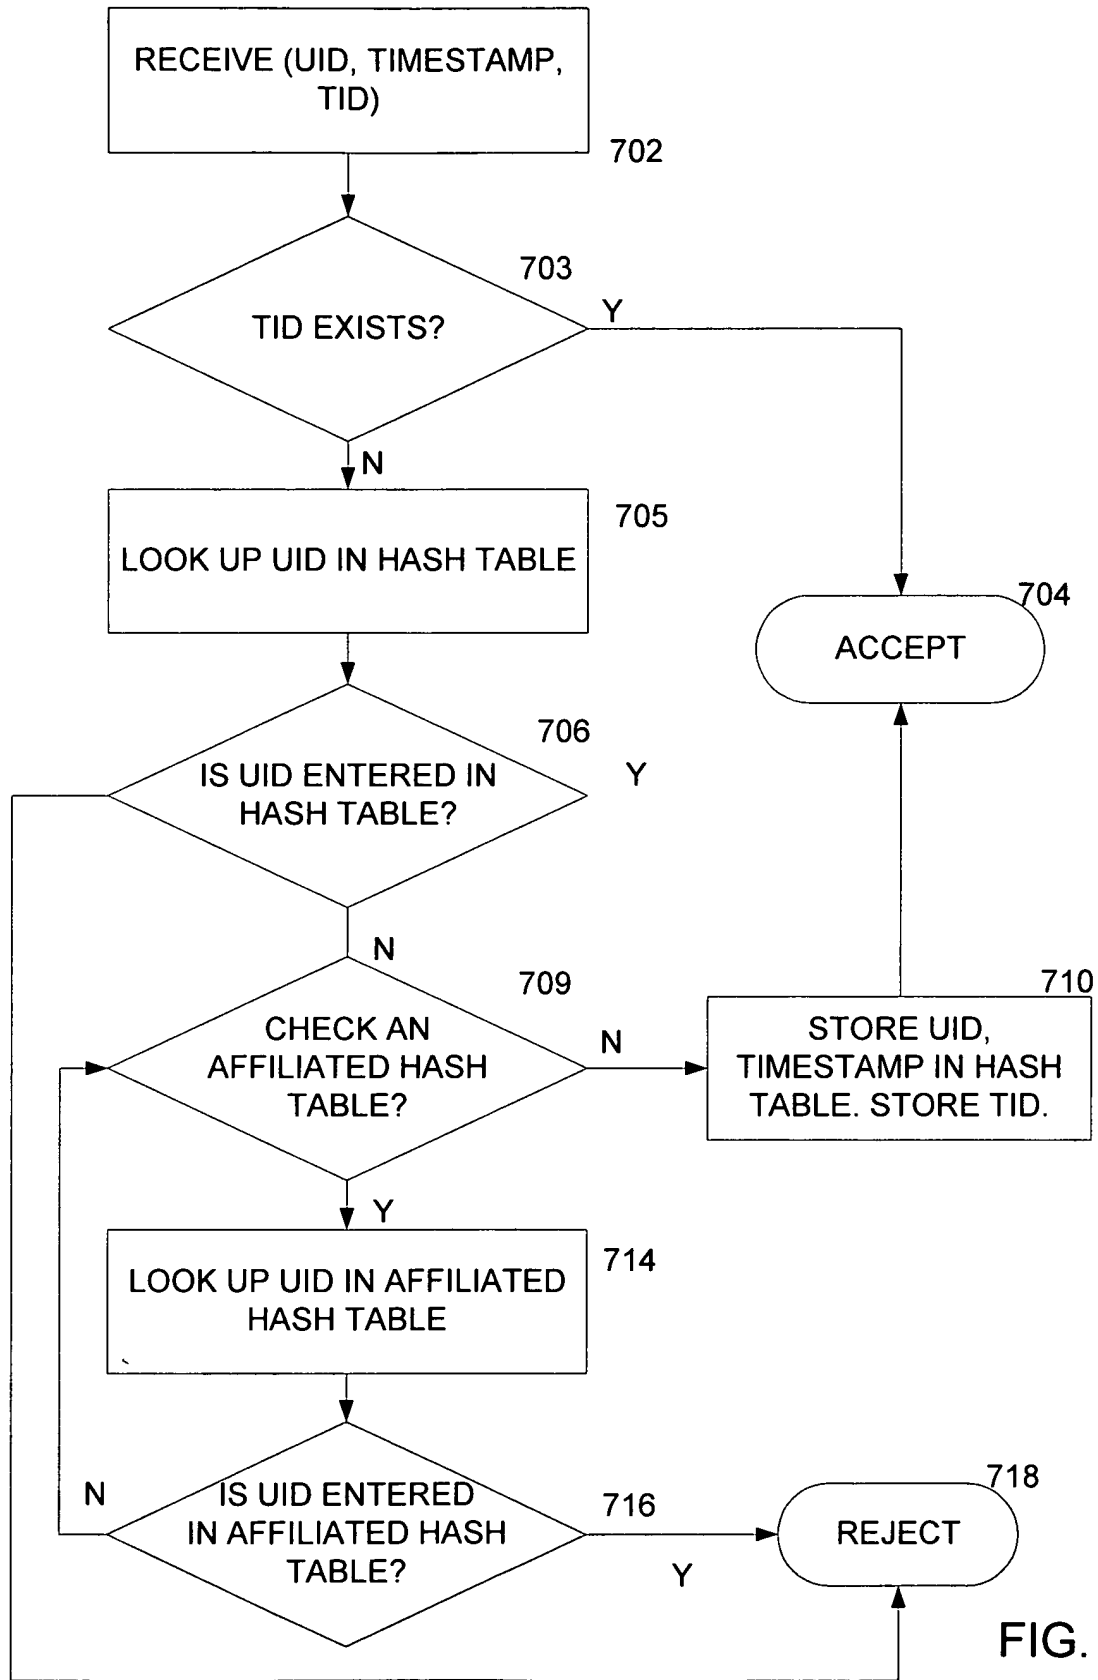 RECEIVE (UID, TIMESTAMP,
TID)
702
703
TID EXISTS?
Y
N
705
LOOK UP UID IN HASH TABLE
704
ACCEPT
706
IS UID ENTERED IN
HASH TABLE?
Y
N
709
CHECK AN
AFFILIATED HASH
TABLE?
N
710
STORE UID,
TIMESTAMP IN HASH
TABLE. STORE TID.
Y
714
LOOK UP UID IN AFFILIATED
HASH TABLE
N
IS UID ENTERED
IN AFFILIATED HASH
TABLE?
716
Y
718
REJECT
FIG.